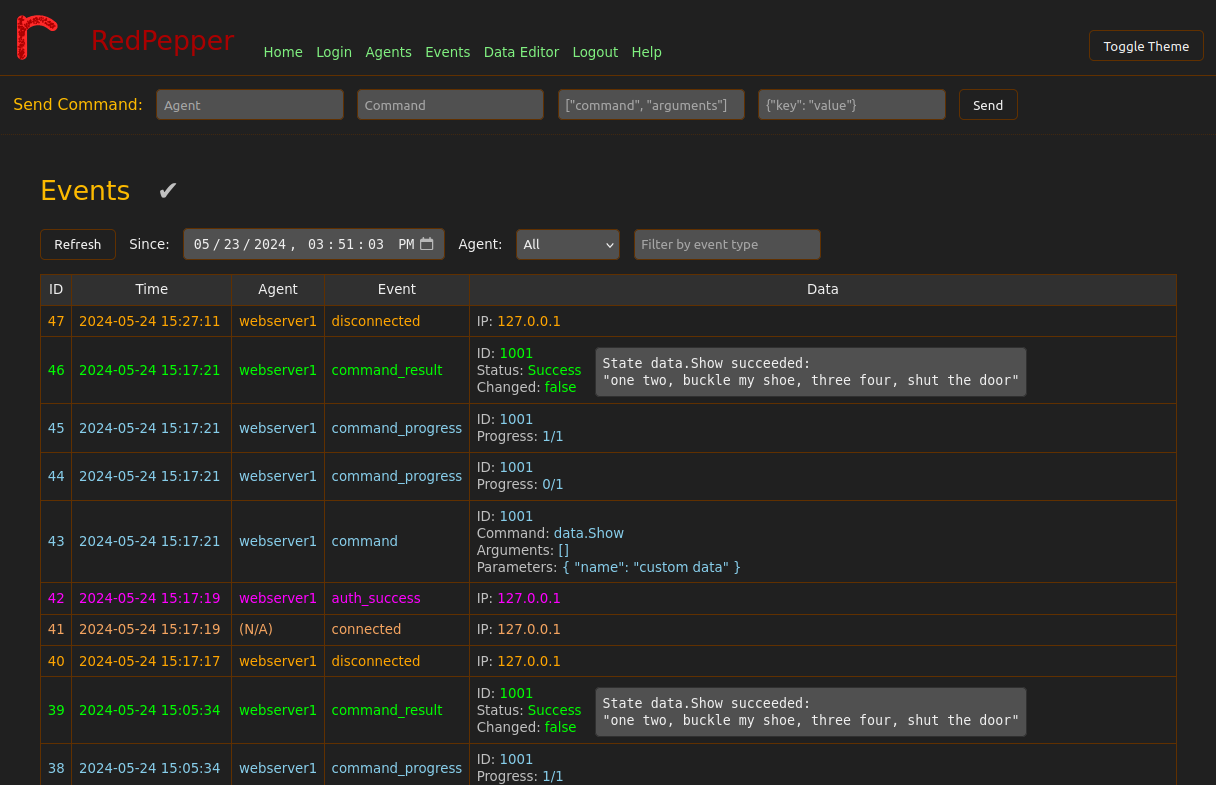 RedPepper
Home Login Agents Events Data Editor Logout Help
Toggle Theme
Send Command: Agent Command ["command", "arguments"] {"key": "value"} Send
Events ✔
Refresh Since: 05/23/2024, 03:51:03 PM Agent: All Filter by event type
ID Time Agent Event Data
47 2024-05-24 15:27:11 webserver1 disconnected IP: 127.0.0.1
46 2024-05-24 15:17:21 webserver1 command_result
ID: 1001
Status: Success
Changed: false
State data.Show succeeded:
"one two, buckle my shoe, three four, shut the door"
45 2024-05-24 15:17:21 webserver1 command_progress
ID: 1001
Progress: 1/1
44 2024-05-24 15:17:21 webserver1 command_progress
ID: 1001
Progress: 0/1
43 2024-05-24 15:17:21 webserver1 command
ID: 1001
Command: data.Show
Arguments: []
Parameters: { "name": "custom data" }
42 2024-05-24 15:17:19 webserver1 auth_success IP: 127.0.0.1
41 2024-05-24 15:17:19 (N/A) connected IP: 127.0.0.1
40 2024-05-24 15:17:17 webserver1 disconnected IP: 127.0.0.1
39 2024-05-24 15:05:34 webserver1 command_result
ID: 1001
Status: Success
Changed: false
State data.Show succeeded:
"one two, buckle my shoe, three four, shut the door"
38 2024-05-24 15:05:34 webserver1 command_progress
ID: 1001
Progress: 1/1